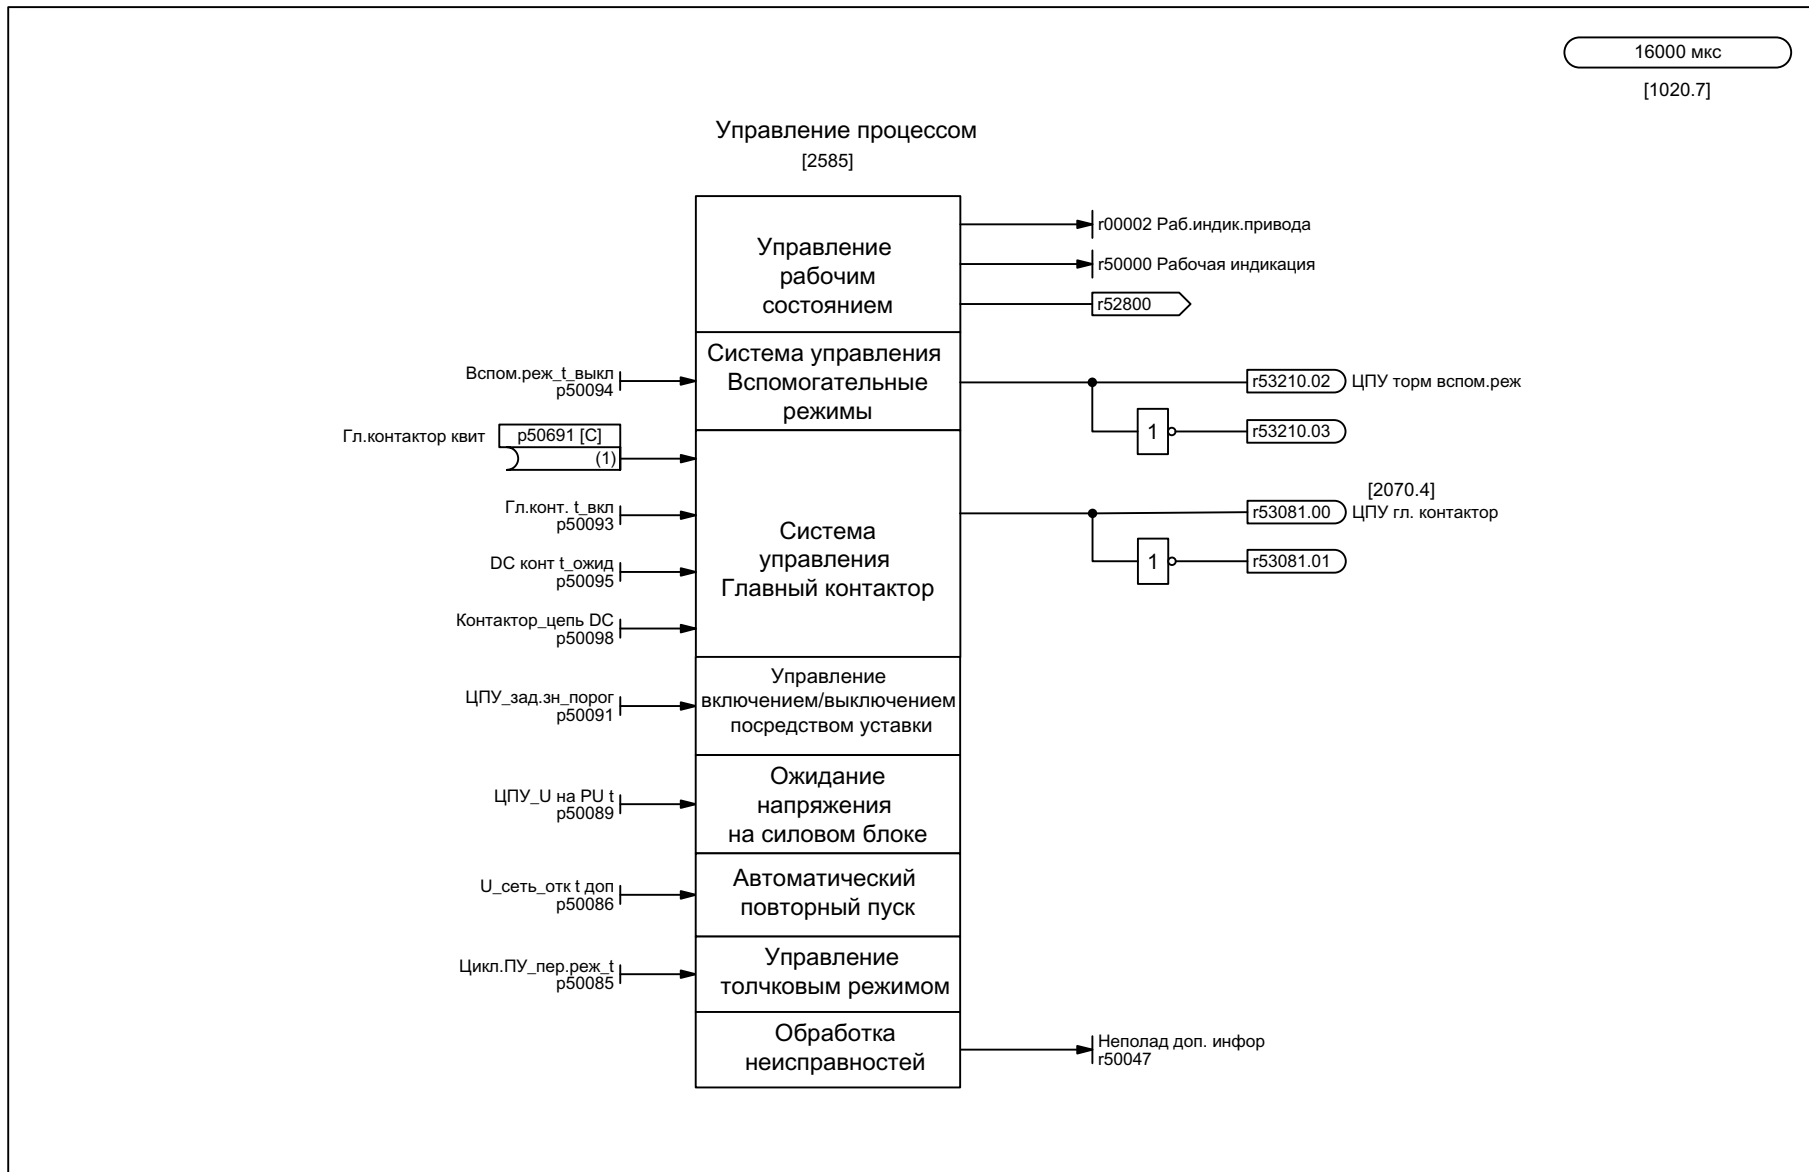 16000 мкс
[1020.7]
Управление процессом
[2585]
Управление
рабочим
состоянием
r00002 Раб.индик.привода
r50000 Рабочая индикация
r52800
Вспом.реж_t_выкл
p50094
Система управления
Вспомогательные
режимы
r53210.02 ЦПУ торм вспом.реж
1
r53210.03
Гл.контактор квит
p50691 [C]
(1)
Гл.конт. t_вкл
p50093
DC конт t_ожид
p50095
Контактор_цепь DC
p50098
Система
управления
Главный контактор
[2070.4]
r53081.00 ЦПУ гл. контактор
1
r53081.01
ЦПУ_зад.зн_порог
p50091
Управление
включением/выключением
посредством уставки
ЦПУ_U на PU t
p50089
Ожидание
напряжения
на силовом блоке
U_сеть_отк t доп
p50086
Автоматический
повторный пуск
Цикл.ПУ_пер.реж_t
p50085
Управление
толчковым режимом
Обработка
неисправностей
Неполад доп. инфор
r50047